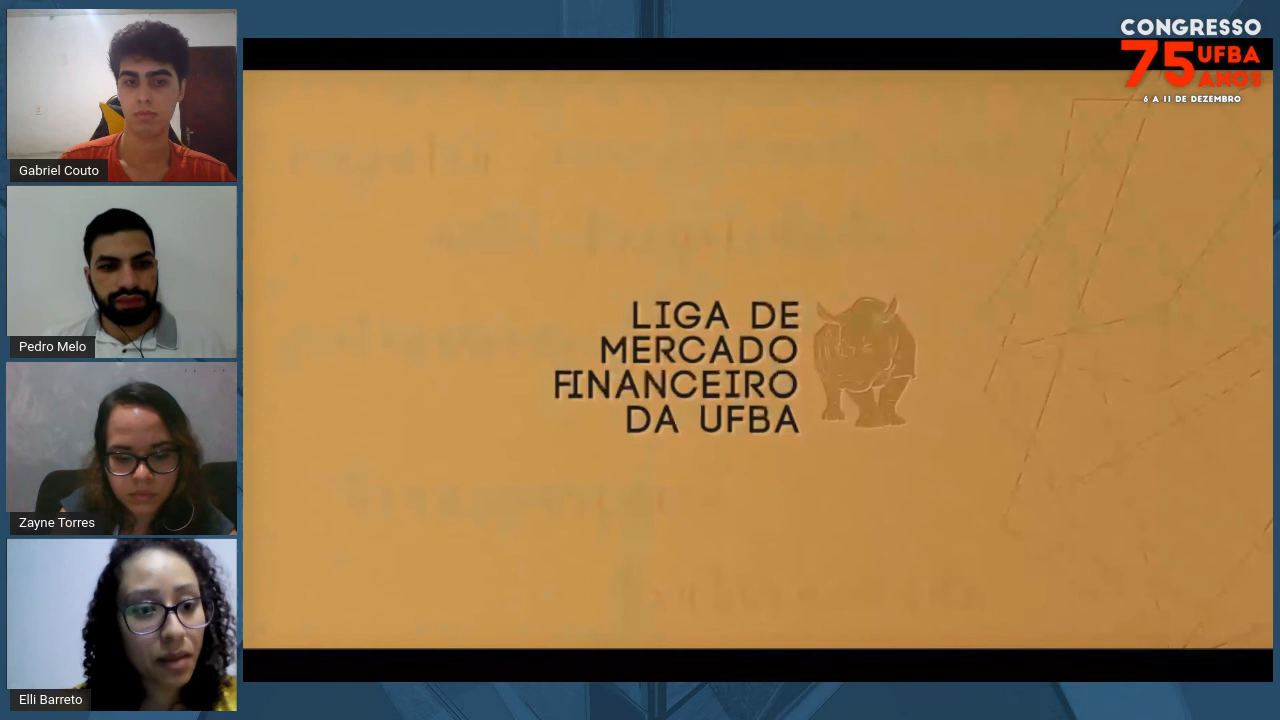 CONGRESSO
75 UFBA
ANOS
6 A 11 DE DEZEMBRO
Gabriel Couto
Pedro Melo
Zayne Torres
Elli Barreto
LIGA DE
MERCADO
FINANCEIRO
DA UFBA